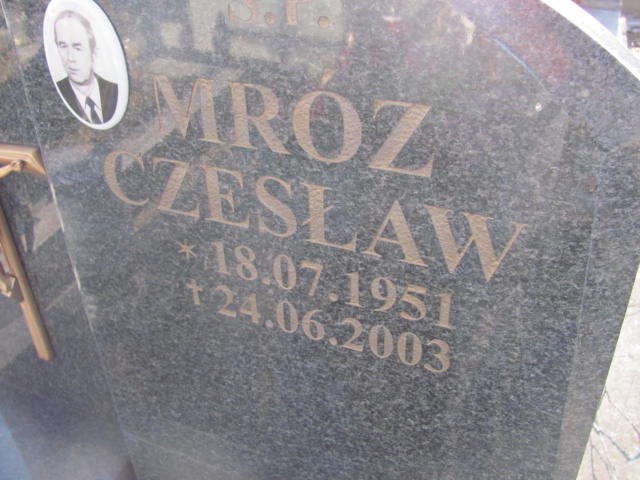 Ś.P.
MRÓZ
CZESŁAW
* 18.07.1951
† 24.06.2003